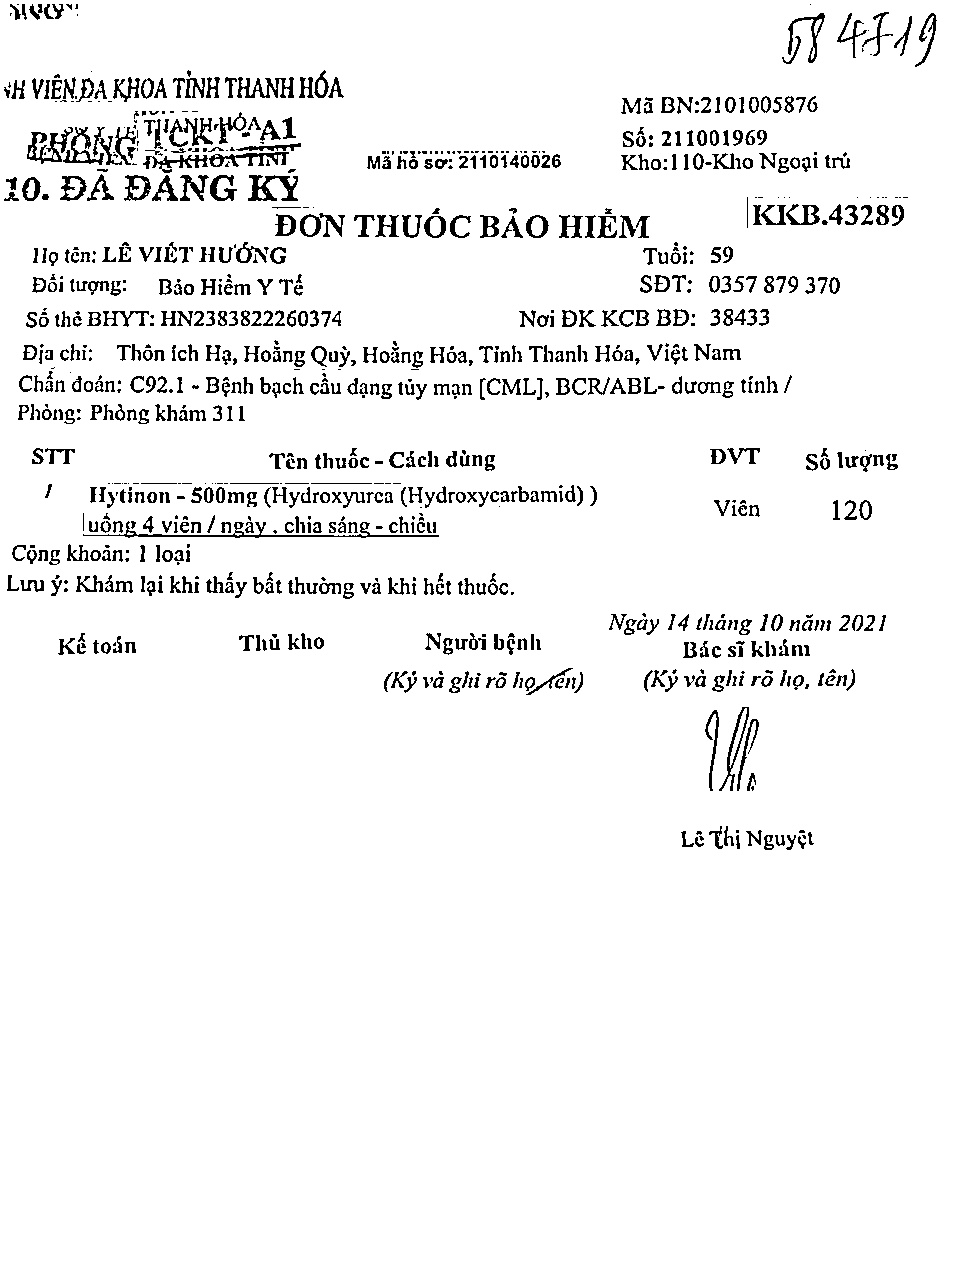 584719
VIỆN ĐA KHOA TỈNH THANH HÓA
Mã BN:2101005876
THANH HÓA
PHÒNG TCKT - A1
Số: 211001969
ĐA KHOA TỈNH
Mã hồ sơ: 2110140026
Kho:110-Kho Ngoại trú
10. ĐÃ ĐĂNG KÝ
KKB.43289
ĐƠN THUỐC BẢO HIỂM
Họ tên: LÊ VIẾT HƯỚNG
Tuổi: 59
Đối tượng: Bảo Hiểm Y Tế
SĐT: 0357 879 370
Số thẻ BHYT: HN2383822260374
Nơi ĐK KCB BĐ: 38433
Địa chỉ: Thôn ích Hạ, Hoằng Quỳ, Hoằng Hóa, Tỉnh Thanh Hóa, Việt Nam
Chẩn đoán: C92.1 - Bệnh bạch cầu dạng tủy mạn [CML], BCR/ABL- dương tính /
Phòng: Phòng khám 311
STT Tên thuốc - Cách dùng ĐVT Số lượng
1 Hytinon - 500mg (Hydroxyurea (Hydroxycarbamid) ) Viên 120
uống 4 viên / ngày , chia sáng - chiều
Cộng khoản: 1 loại
Lưu ý: Khám lại khi thấy bất thường và khi hết thuốc.
Ngày 14 tháng 10 năm 2021
Kế toán Thủ kho Người bệnh Bác sĩ khám
(Ký và ghi rõ họ, tên) (Ký và ghi rõ họ, tên)
Lê Thị Nguyệt